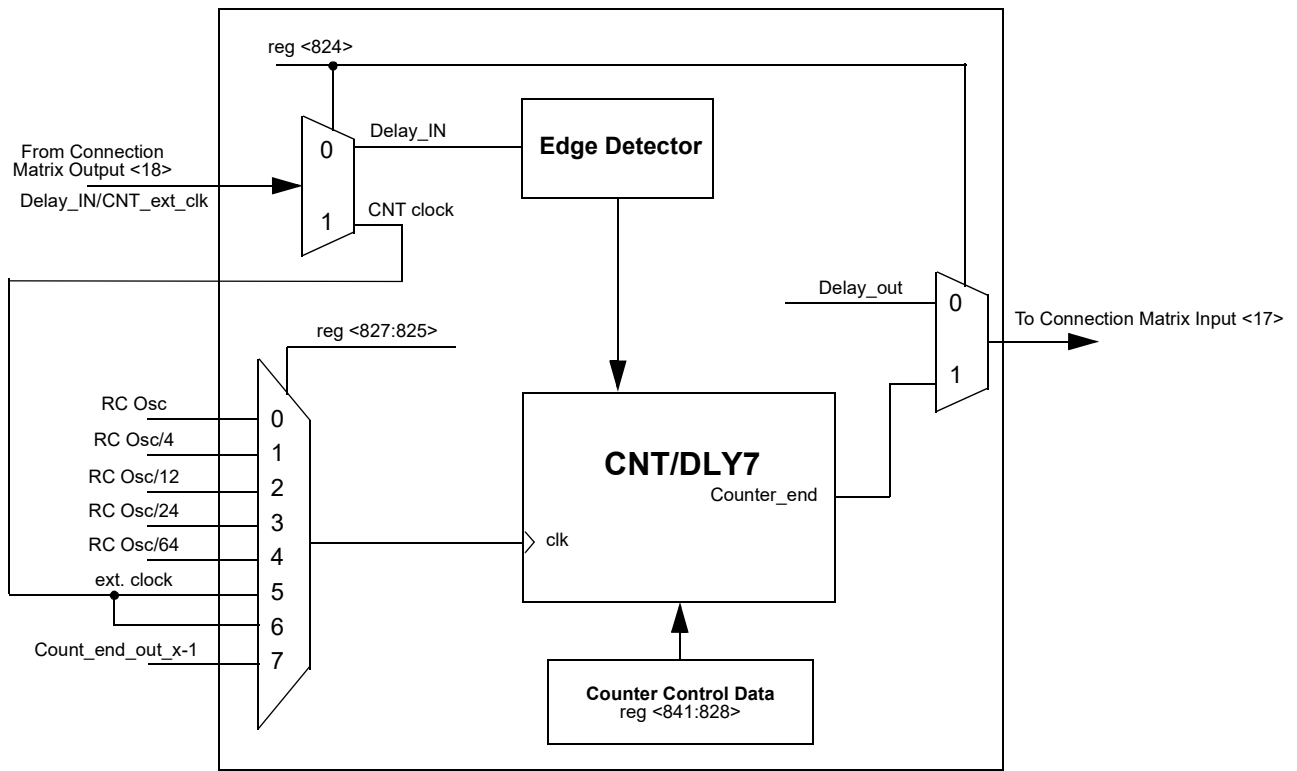 reg <824>
From Connection
Matrix Output <18>
Delay_IN/CNT_ext_clk
0
1
Delay_IN
CNT clock
Edge Detector
Delay_out
0
1
To Connection Matrix Input <17>
reg <827:825>
RC Osc
RC Osc/4
RC Osc/12
RC Osc/24
RC Osc/64
ext. clock
Count_end_out_x-1
0
1
2
3
4
5
6
7
CNT/DLY7
Counter_end
clk
Counter Control Data
reg <841:828>